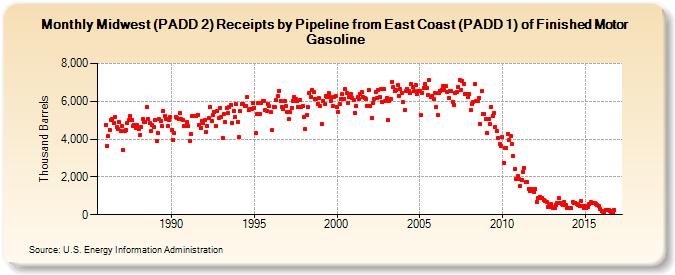 Monthly Midwest (PADD 2) Receipts by Pipeline from East Coast (PADD 1) of Finished Motor
Gasoline
Thousand Barrels
8,000
6,000
4,000
2,000
0
1990
1995
2000
2005
2010
2015
Source: U.S. Energy Information Administration